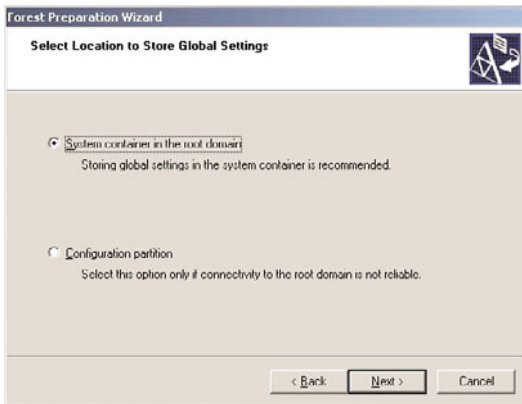 Forest Preparation Wizard
Select Location to Store Global Settings
System container in the root domain
Storing global settings in the system container is recommended.
Configuration partition
Select this option only if connectivity to the root domain is not reliable.
< Back
Next >
Cancel